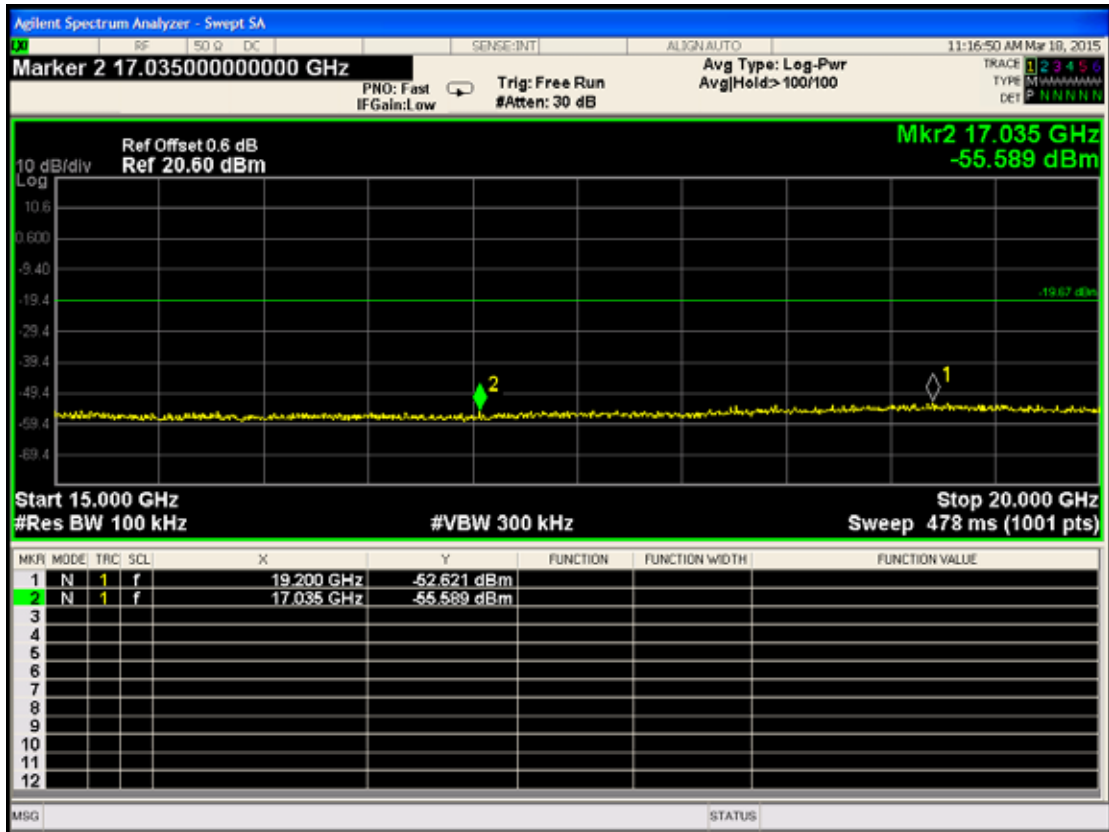 Agilent Spectrum Analyzer - Swept SA
LXI RF 50 Ω DC SENSE:INT ALIGN AUTO 11:16:50 AM Mar 18, 2015
Marker 2 17.035000000000 GHz
PNO: Fast
IFGain:Low
Trig: Free Run
#Atten: 30 dB
Avg Type: Log-Pwr
Avg|Hold:> 100/100
TRACE 1 2 3 4 5 6
TYPE M
DET P N N N N N
Mkr2 17.035 GHz
-55.589 dBm
Ref Offset 0.6 dB
10 dB/div Ref 20.60 dBm
Log
10.6
0.600
-9.40
-19.4
-19.67 dBm
-29.4
-39.4
-49.4
-59.4
-69.4
2
1
Start 15.000 GHz Stop 20.000 GHz
#Res BW 100 kHz #VBW 300 kHz Sweep 478 ms (1001 pts)
MKR MODE TRC SCL X Y FUNCTION FUNCTION WIDTH FUNCTION VALUE
1 N 1 f 19.200 GHz -52.621 dBm
2 N 1 f 17.035 GHz -55.589 dBm
3
4
5
6
7
8
9
10
11
12
MSG STATUS